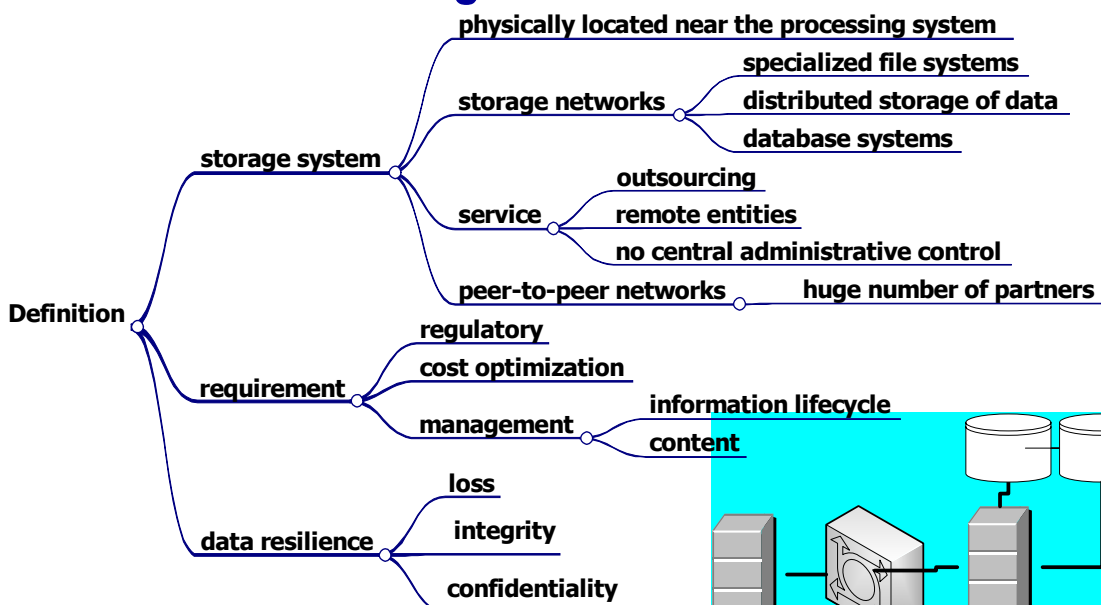 physically located near the processing system
specialized file systems
storage networks
distributed storage of data
database systems
storage system
outsourcing
service
remote entities
no central administrative control
peer-to-peer networks
huge number of partners
Definition
regulatory
requirement
cost optimization
management
information lifecycle
content
loss
data resilience
integrity
confidentiality